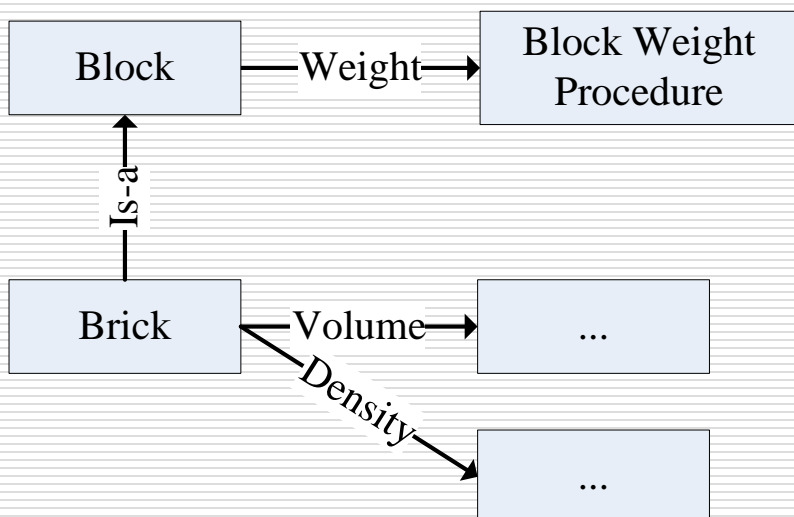 Block
Weight
Block Weight
Procedure
Is-a
Brick
Volume
...
Density
...